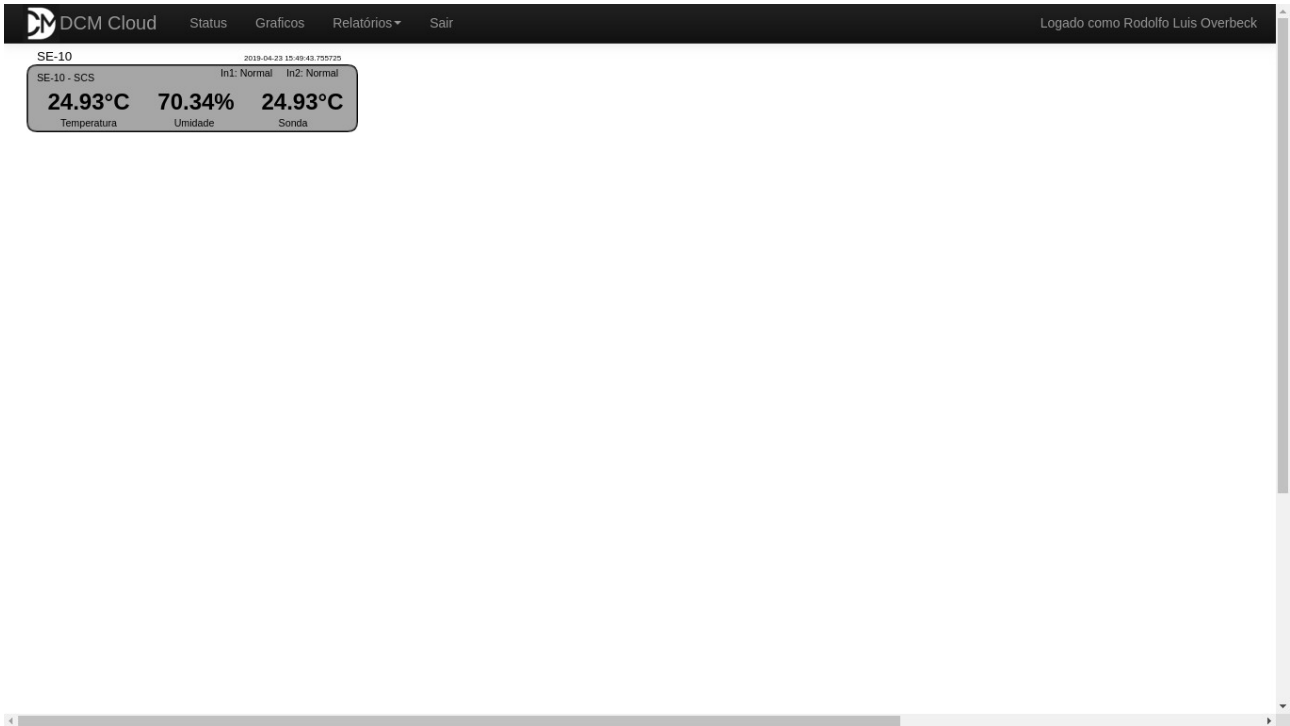 DCM Cloud Status Graficos Relatórios Sair Logado como Rodolfo Luis Overbeck
SE-10 2019-04-23 15:49:43.755725
SE-10 - SCS In1: Normal In2: Normal
24.93°C 70.34% 24.93°C
Temperatura Umidade Sonda